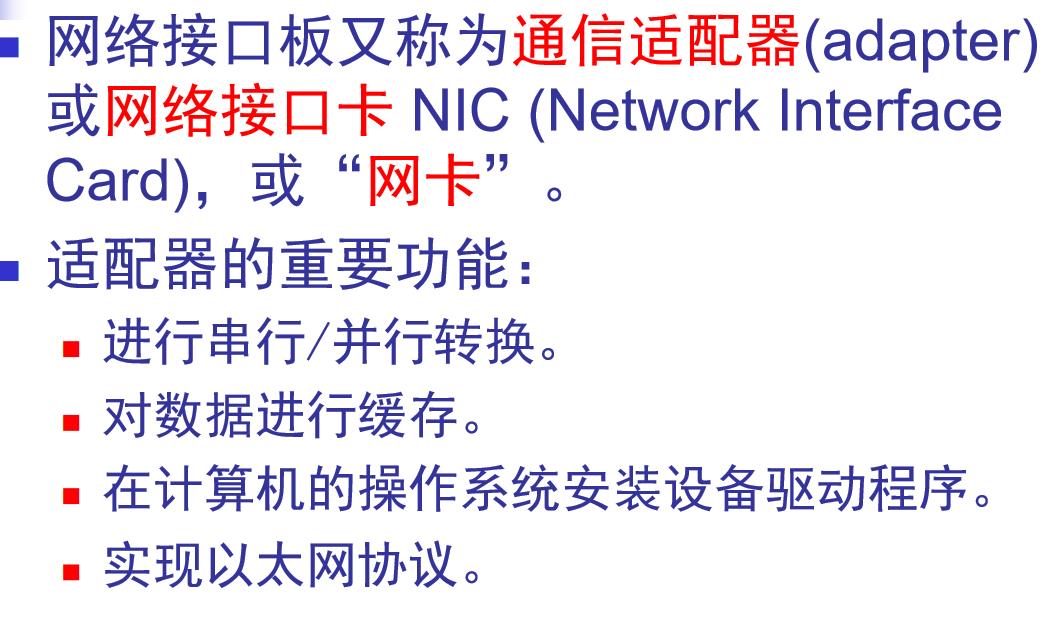 网络接口板又称为通信适配器(adapter)
或网络接口卡 NIC (Network Interface
Card)，或“网卡”。
适配器的重要功能：
进行串行/并行转换。
对数据进行缓存。
在计算机的操作系统安装设备驱动程序。
实现以太网协议。